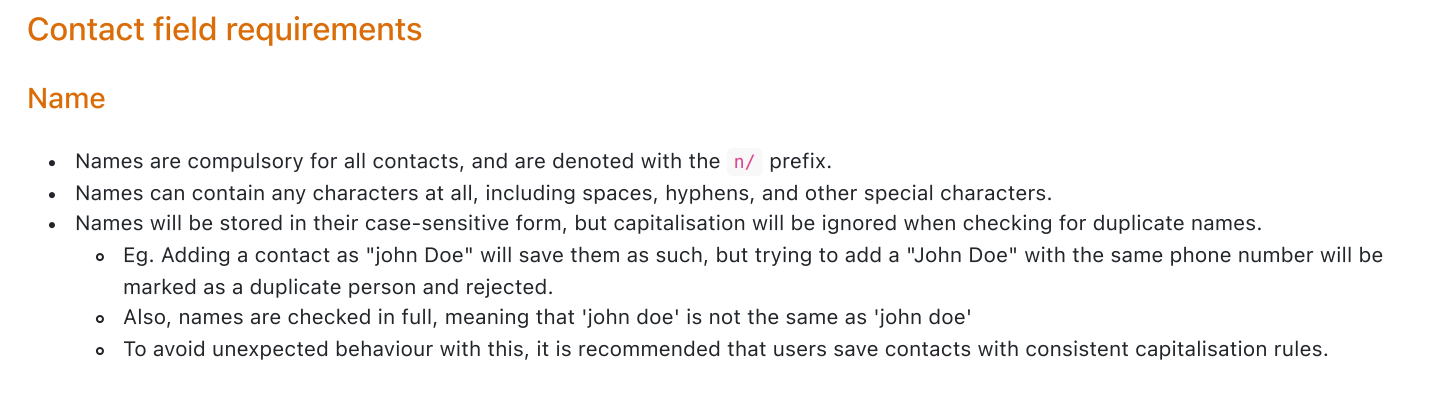 Contact field requirements
Name
• Names are compulsory for all contacts, and are denoted with the n/ prefix.
• Names can contain any characters at all, including spaces, hyphens, and other special characters.
• Names will be stored in their case-sensitive form, but capitalisation will be ignored when checking for duplicate names.
◦ Eg. Adding a contact as "john Doe" will save them as such, but trying to add a "John Doe" with the same phone number will be
marked as a duplicate person and rejected.
◦ Also, names are checked in full, meaning that 'john doe' is not the same as 'john doe'
◦ To avoid unexpected behaviour with this, it is recommended that users save contacts with consistent capitalisation rules.